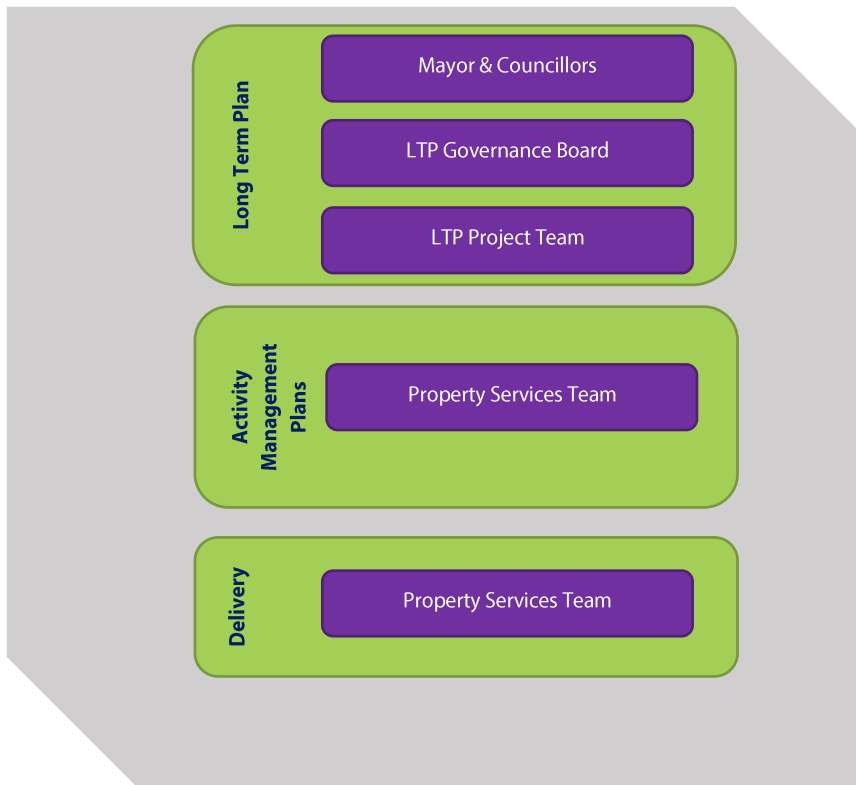 Long Term Plan
Mayor & Councillors
LTP Governance Board
LTP Project Team
Activity
Management
Plans
Property Services Team
Delivery
Property Services Team